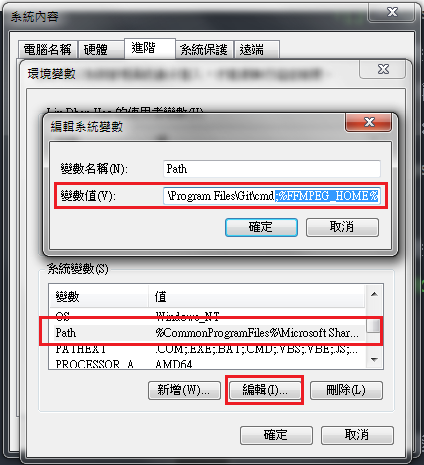 系統內容
電腦名稱 硬體 進階 系統保護 遠端
環境變數
的使用者變數(U)
編輯系統變數
變數名稱(N): Path
變數值(V): \Program Files\Git\cmd;%FFMPEG_HOME%
確定 取消
系統變數(S)
變數 值
OS Windows_NT
Path %CommonProgramFiles%\Microsoft Shar...
PATHEXT .COM;.EXE;.BAT;.CMD;.VBS;.VBE;.JS;...
PROCESSOR_A... AMD64
新增(W)... 編輯(I)... 刪除(L)
確定 取消